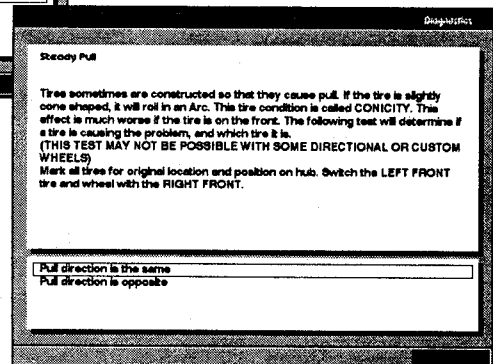 Diagnostics
Steady Pull
Tires sometimes are constructed so that they cause pull. If the tire is slightly
cone shaped, it will roll in an Arc. This tire condition is called CONICITY. This
effect is much worse if the tire is on the front. The following test will determine if
a tire is causing the problem, and which tire it is.
(THIS TEST MAY NOT BE POSSIBLE WITH SOME DIRECTIONAL OR CUSTOM
WHEELS)
Mark all tires for original location and position on hub. Switch the LEFT FRONT
tire and wheel with the RIGHT FRONT.
Pull direction is the same
Pull direction is opposite